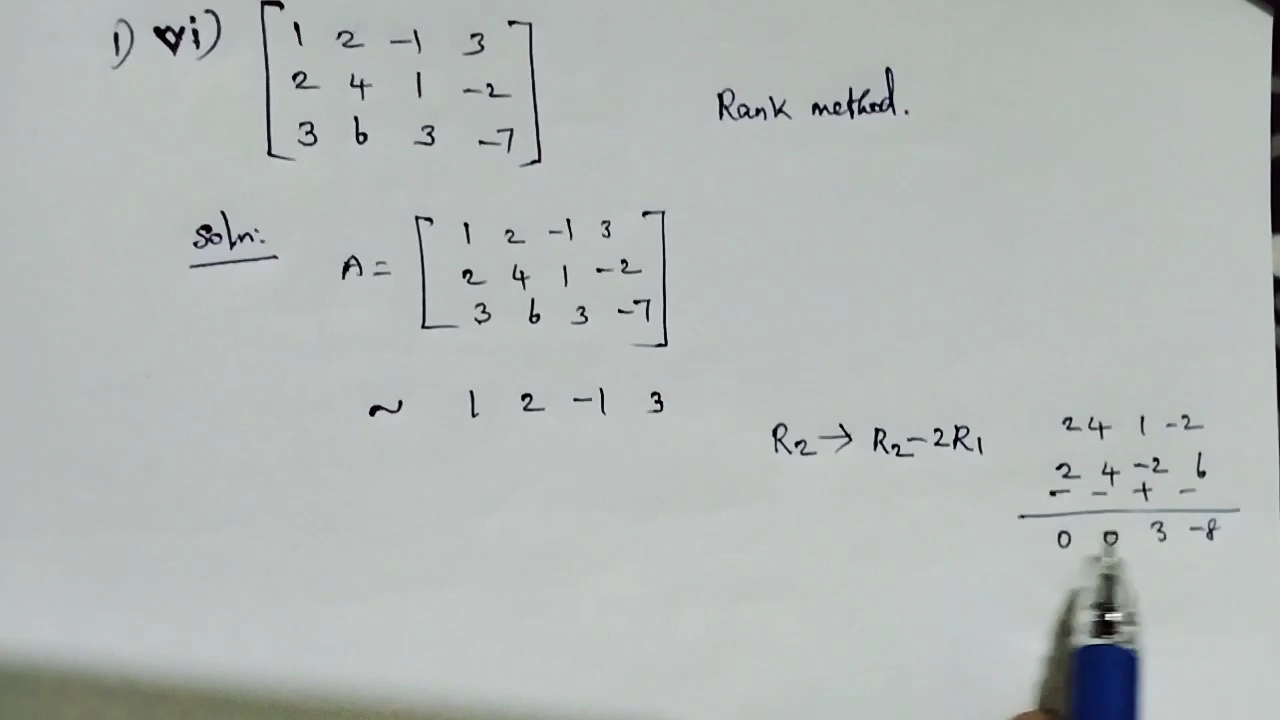 1) vi) 1 2 -1 3
2 4 1 -2
3 6 3 -7
Rank method.
Soln:
A = 1 2 -1 3
2 4 1 -2
3 6 3 -7
~ 1 2 -1 3
R₂ → R₂-2R₁
2 4 1 -2
2 4 -2 6
- - + -
0 0 3 -8